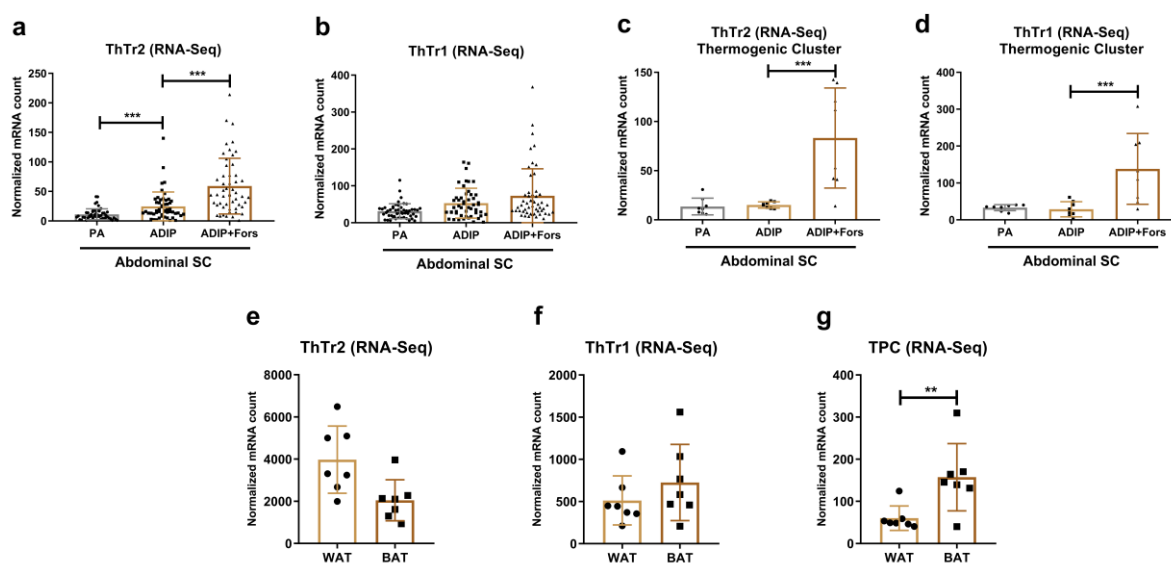 a
ThTr2 (RNA-Seq)
Normalized mRNA count
250
200
150
100
50
0
***
***
PA
ADIP
ADIP+Fors
Abdominal SC
b
ThTr1 (RNA-Seq)
Normalized mRNA count
400
300
200
100
0
PA
ADIP
ADIP+Fors
Abdominal SC
c
ThTr2 (RNA-Seq)
Thermogenic Cluster
Normalized mRNA count
150
100
50
0
***
PA
ADIP
ADIP+Fors
Abdominal SC
d
ThTr1 (RNA-Seq)
Thermogenic Cluster
Normalized mRNA count
400
300
200
100
0
***
PA
ADIP
ADIP+Fors
Abdominal SC
e
ThTr2 (RNA-Seq)
Normalized mRNA count
8000
6000
4000
2000
0
WAT
BAT
f
ThTr1 (RNA-Seq)
Normalized mRNA count
2000
1500
1000
500
0
WAT
BAT
g
TPC (RNA-Seq)
Normalized mRNA count
400
300
200
100
0
**
WAT
BAT